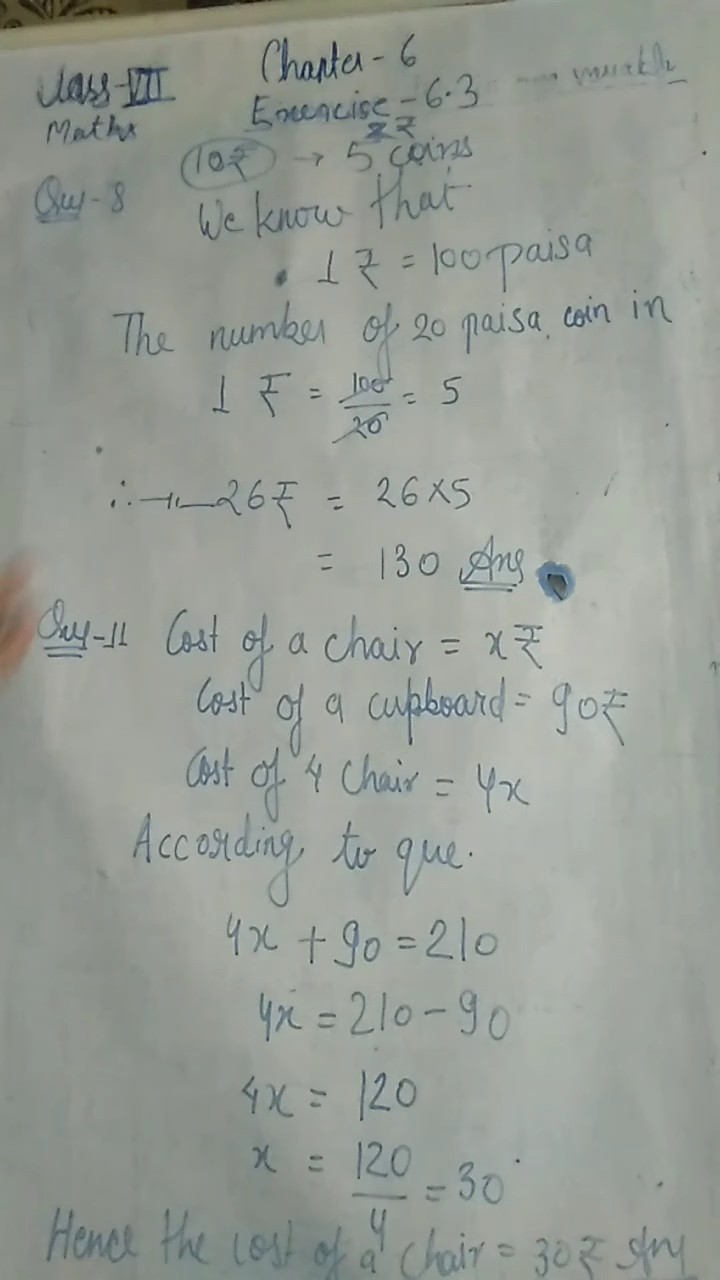 Class-VII
Maths
Chapter - 6
Exercise - 6.3
2₹
10₹ → 5 coins
Que-8
We know that
1 ₹ = 100 paisa
The number of 20 paisa coin in
1 ₹ = 100/20 = 5
∴ —॥— 26₹ = 26×5
= 130 Ans
Que-11 Cost of a chair = x₹
Cost of a cupboard = 90₹
Cost of 4 Chair = 4x
According to que.
4x + 90 = 210
4x = 210 - 90
4x = 120
x = 120/4 = 30
Hence the cost of a chair = 30₹ Ans